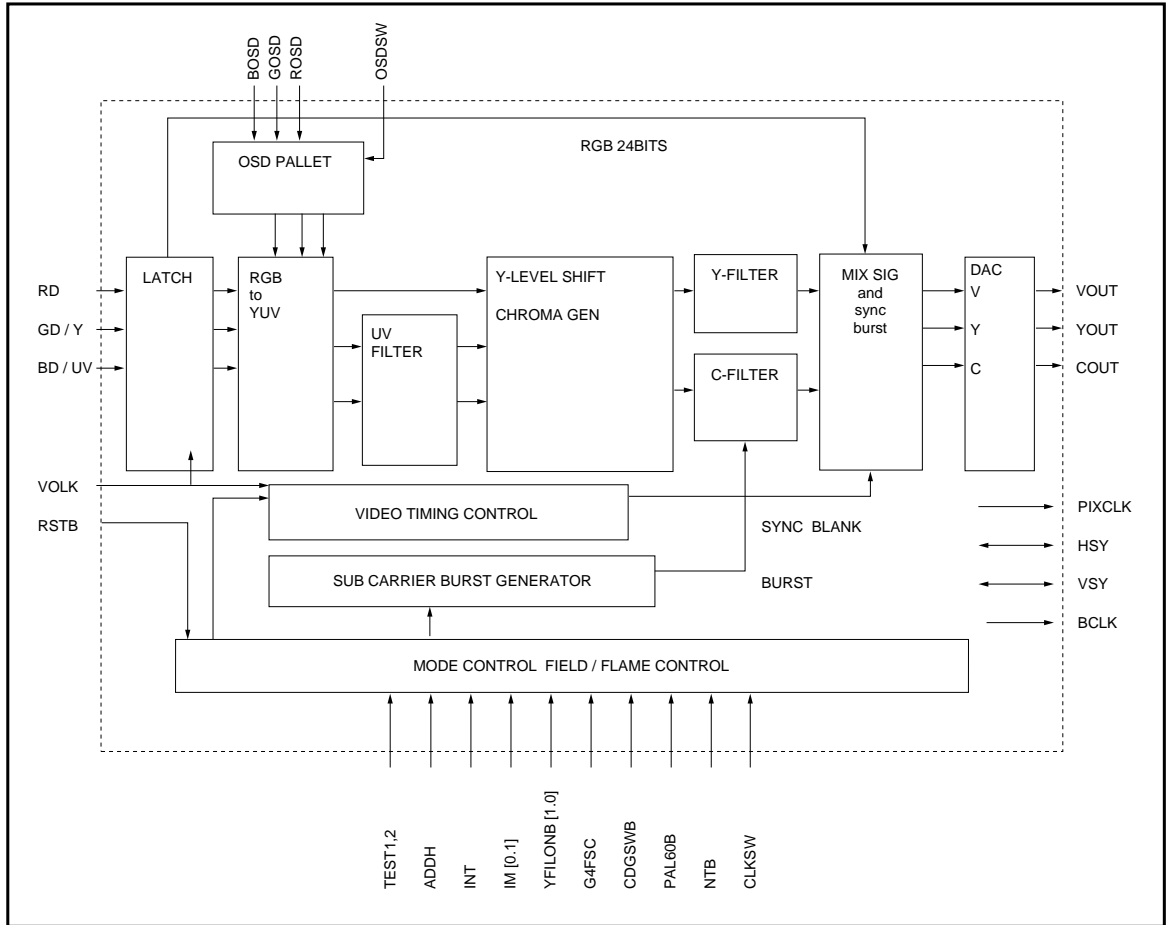 BOSD
GOSD
ROSD
OSDSW
OSD PALLET
RGB 24BITS
LATCH
RGB
to
YUV
UV
FILTER
Y-LEVEL SHIFT
CHROMA GEN
Y-FILTER
C-FILTER
MIX SIG
and
sync
burst
DAC
V
Y
C
RD
GD / Y
BD / UV
VOUT
YOUT
COUT
VOLK
RSTB
VIDEO TIMING CONTROL
SYNC BLANK
SUB CARRIER BURST GENERATOR
BURST
PIXCLK
HSY
VSY
BCLK
MODE CONTROL FIELD / FLAME CONTROL
TEST1,2
ADDH
INT
IM [0.1]
YFILONB [1.0]
G4FSC
CDGSWB
PAL60B
NTB
CLKSW